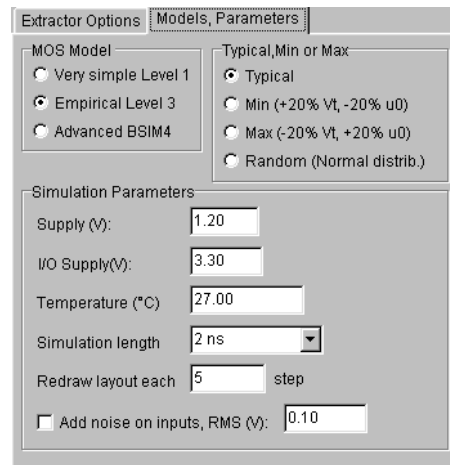 Extractor Options Models, Parameters
MOS Model
Very simple Level 1
Empirical Level 3
Advanced BSIM4
Typical,Min or Max
Typical
Min (+20% Vt, -20% u0)
Max (-20% Vt, +20% u0)
Random (Normal distrib.)
Simulation Parameters
Supply (V): 1.20
I/O Supply(V): 3.30
Temperature (°C) 27.00
Simulation length 2 ns
Redraw layout each 5 step
Add noise on inputs, RMS (V): 0.10